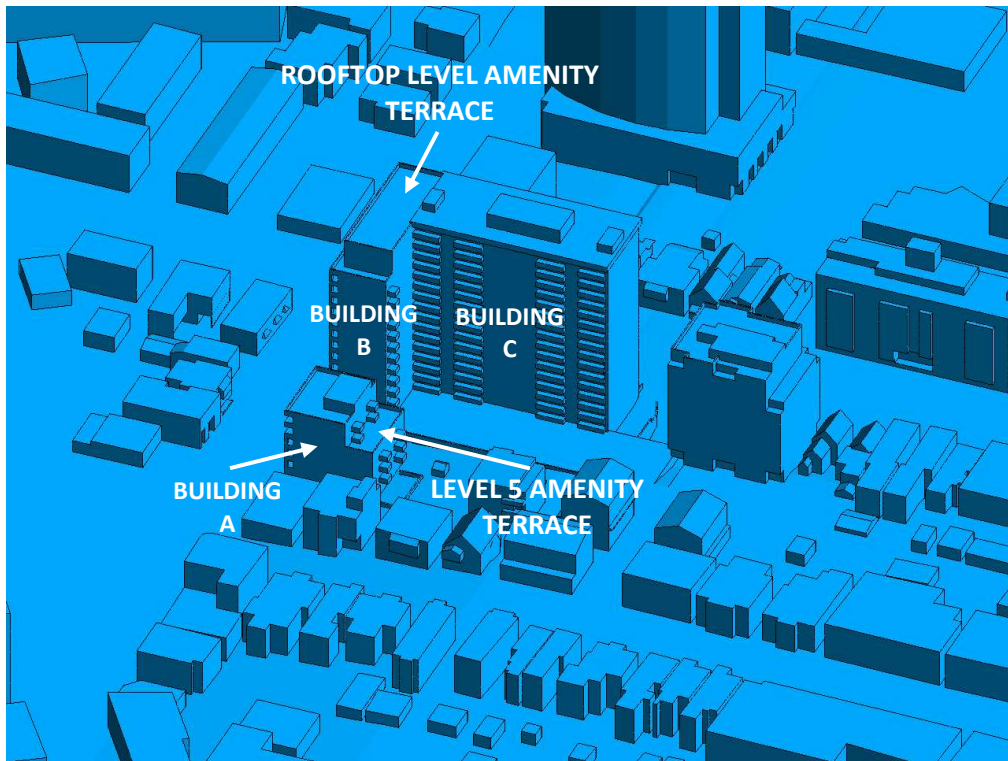 ROOFTOP LEVEL AMENITY
TERRACE
BUILDING
B
BUILDING
C
BUILDING
A
LEVEL 5 AMENITY
TERRACE